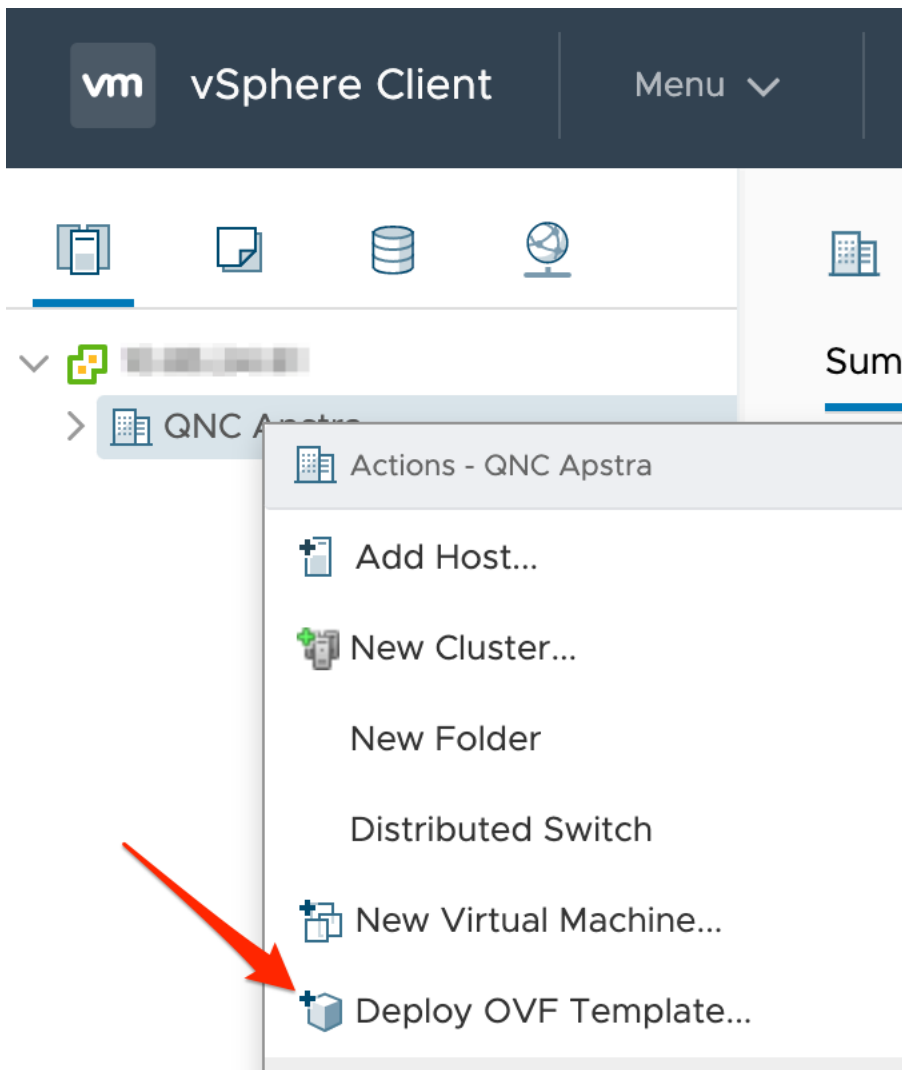 vm vSphere Client Menu
Sum
QNC Apstra
Actions - QNC Apstra
Add Host...
New Cluster...
New Folder
Distributed Switch
New Virtual Machine...
Deploy OVF Template...